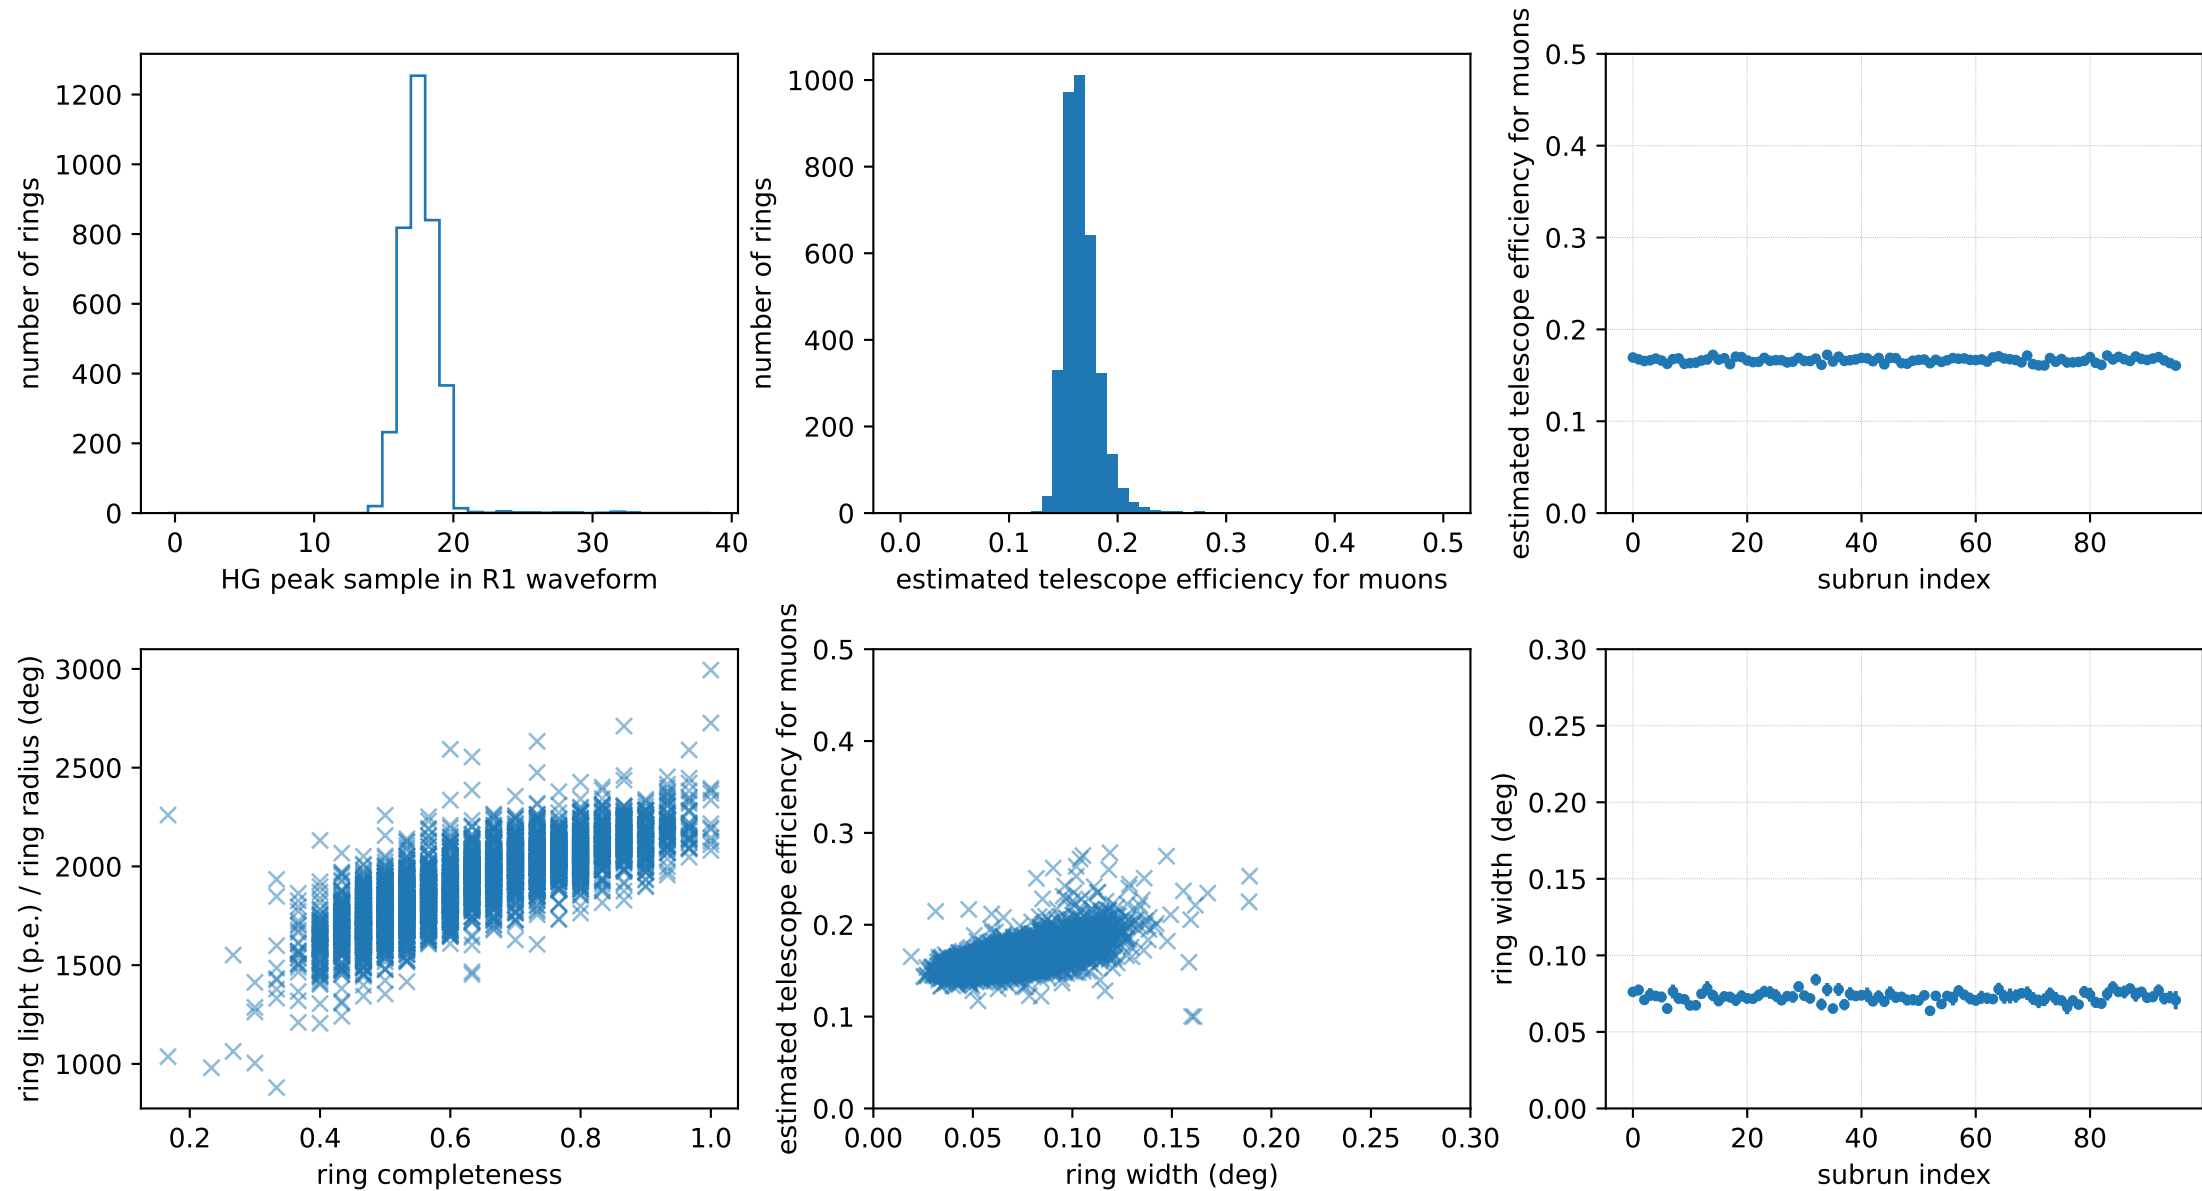 number of rings
1200
1000
800
600
400
200
0
0 10 20 30 40
HG peak sample in R1 waveform
number of rings
1000
800
600
400
200
0
0.0 0.1 0.2 0.3 0.4 0.5
estimated telescope efficiency for muons
estimated telescope efficiency for muons
0.5
0.4
0.3
0.2
0.1
0.0
0 20 40 60 80
subrun index
ring light (p.e.) / ring radius (deg)
3000
2500
2000
1500
1000
0.2 0.4 0.6 0.8 1.0
ring completeness
estimated telescope efficiency for muons
0.5
0.4
0.3
0.2
0.1
0.0
0.00 0.05 0.10 0.15 0.20 0.25 0.30
ring width (deg)
ring width (deg)
0.30
0.25
0.20
0.15
0.10
0.05
0.00
0 20 40 60 80
subrun index